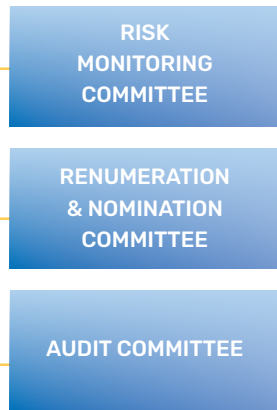 RISK
MONITORING
COMMITTEE
RENUMERATION
& NOMINATION
COMMITTEE
AUDIT COMMITTEE